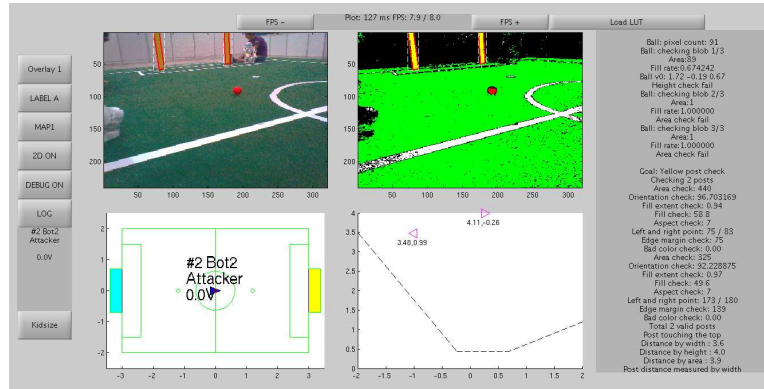 FPS -
Plot: 127 ms FPS: 7.9 / 8.0
FPS +
Load LUT
Overlay 1
LABEL A
MAP1
2D ON
DEBUG ON
LOG
#2 Bot2
Attacker
0.0V
Kidsize
50
100
150
200
50
100
150
200
250
300
50
100
150
200
50
100
150
200
250
300
2
1
0
-1
-2
-3
-2
-1
0
1
2
3
#2 Bot2
Attacker
0.0V
4
3.5
3
2.5
2
1.5
1
0.5
0
-2
-1.5
-1
-0.5
0
0.5
1
1.5
2
3.48,0.99
4.11,-0.26
Ball: pixel count: 91
Ball: checking blob 1/3
Area:89
Fill rate:0.674242
Ball v0: 1.72 -0.19 0.67
Height check fail
Ball: checking blob 2/3
Area:1
Fill rate:1.000000
Area check fail
Ball: checking blob 3/3
Area:1
Fill rate:1.000000
Area check fail
Goal: Yellow post check
Checking 2 posts
Area check: 440
Orientation check: 96.703169
Fill extent check: 0.94
Fill check: 58.8
Aspect check: 7
Left and right point: 75 / 83
Edge margin check: 75
Bad color check: 0.00
Area check: 325
Orientation check: 92.228875
Fill extent check: 0.97
Fill check: 49.6
Aspect check: 7
Left and right point: 173 / 180
Edge margin check: 139
Bad color check: 0.00
Total 2 valid posts
Post touching the top
Distance by width : 3.6
Distance by height : 4.0
Distance by area : 3.9
Post distance measured by width